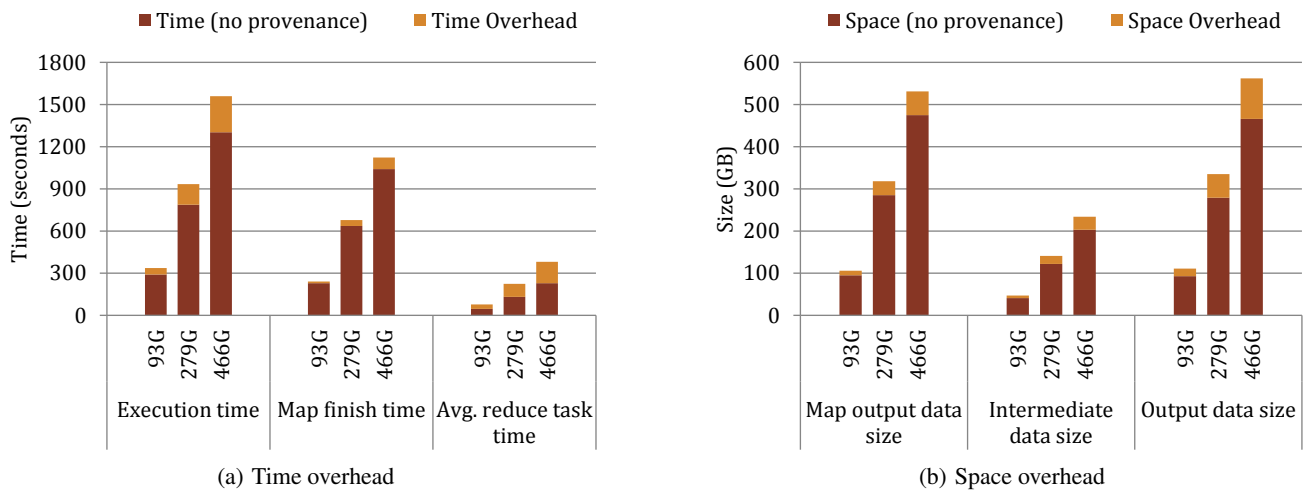 Time (no provenance) Time Overhead
Time (seconds)
1800
1500
1200
900
600
300
0
93G 279G 466G 93G 279G 466G 93G 279G 466G
Execution time Map finish time Avg. reduce task
time
(a) Time overhead
Space (no provenance) Space Overhead
Size (GB)
600
500
400
300
200
100
0
93G 279G 466G 93G 279G 466G 93G 279G 466G
Map output data Intermediate Output data size
size data size
(b) Space overhead